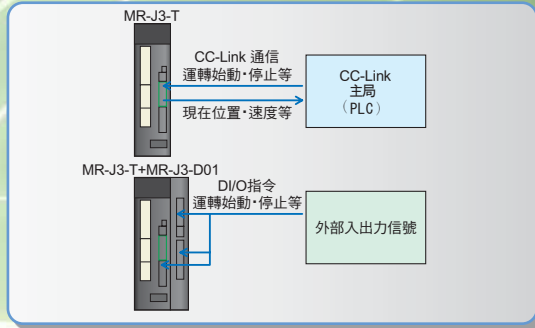 MR-J3-T
CC-Link 通信
運轉始動･停止等
現在位置･速度等
CC-Link
主局
（PLC）
MR-J3-T+MR-J3-D01
DI/O指令
運轉始動･停止等
外部入出力信號